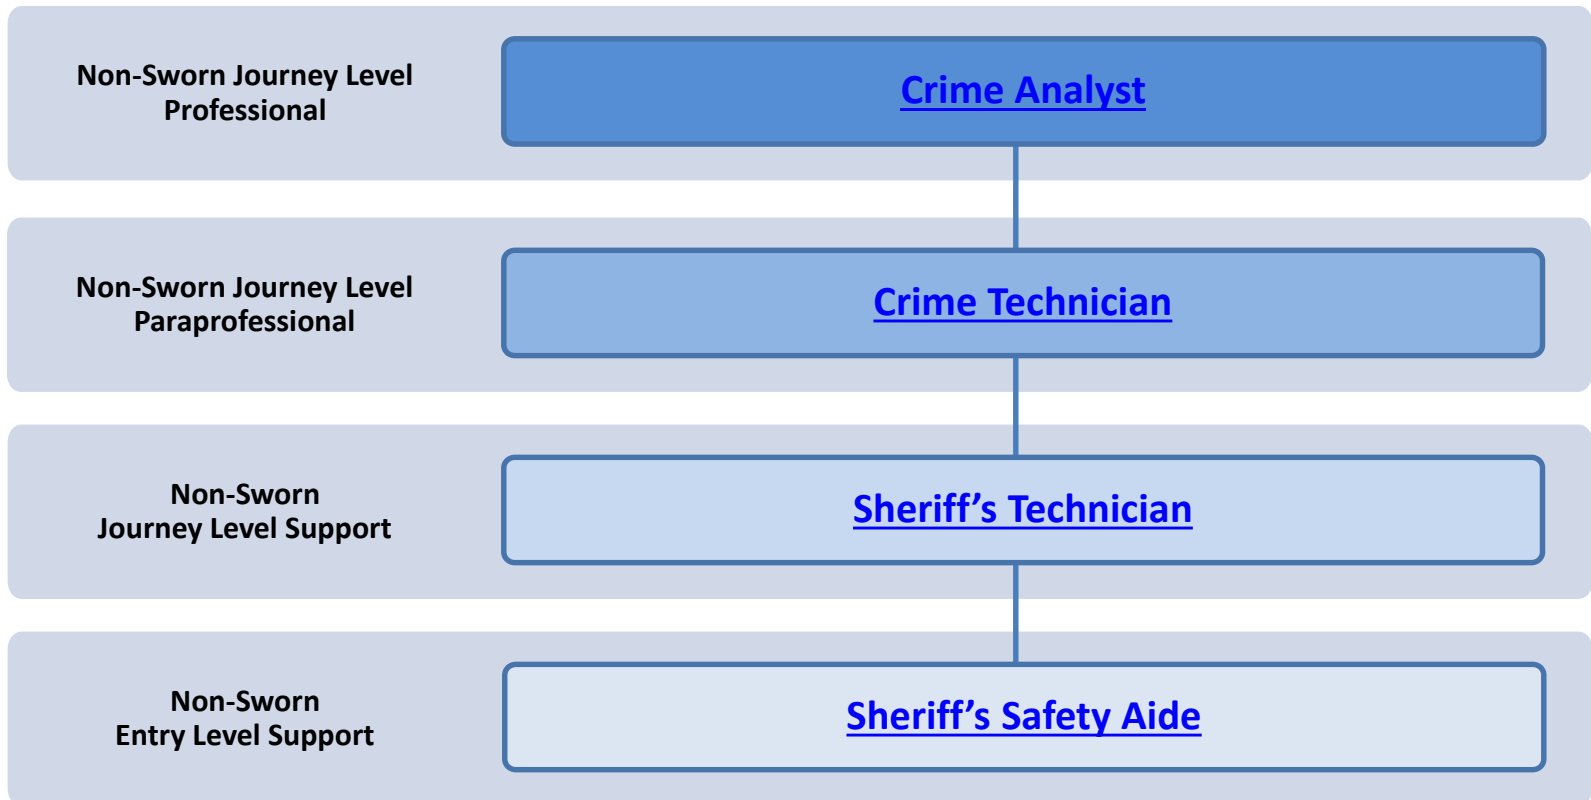 Non-Sworn Journey Level
Professional
Crime Analyst
Non-Sworn Journey Level
Paraprofessional
Crime Technician
Non-Sworn
Journey Level Support
Sheriff’s Technician
Non-Sworn
Entry Level Support
Sheriff’s Safety Aide